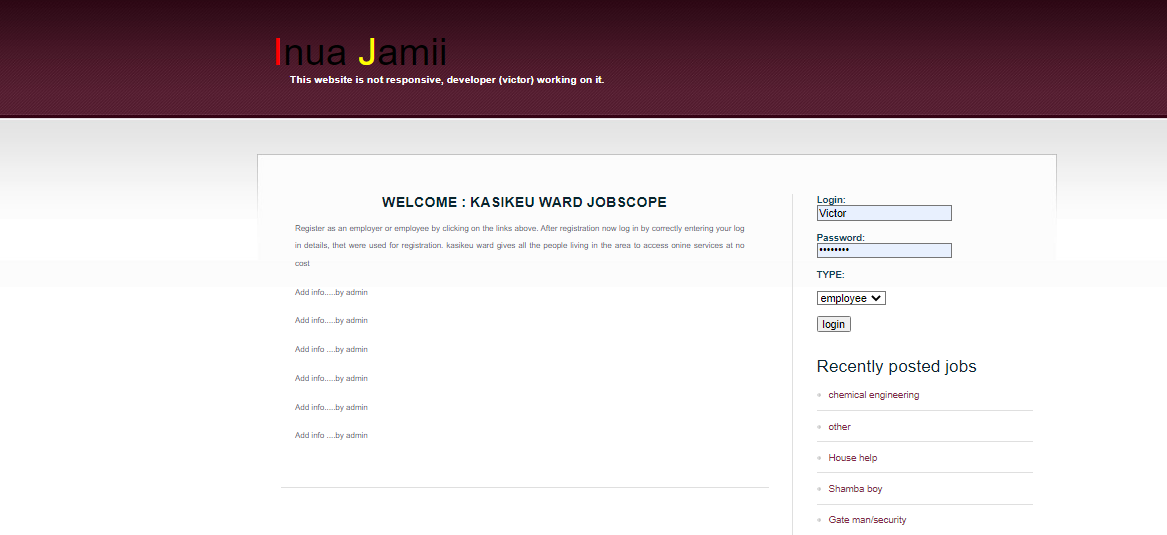 Inua Jamii
This website is not responsive, developer (victor) working on it.
WELCOME : KASIKEU WARD JOBSCOPE
Register as an employer or employee by clicking on the links above. After registration now log in by correctly entering your log
in details, thet were used for registration. kasikeu ward gives all the people living in the area to access onine services at no
cost
Add info.....by admin
Add info.....by admin
Add info ....by admin
Add info.....by admin
Add info.....by admin
Add info ....by admin
Login:
Victor
Password:
••••••••
TYPE:
employee
login
Recently posted jobs
chemical engineering
other
House help
Shamba boy
Gate man/security